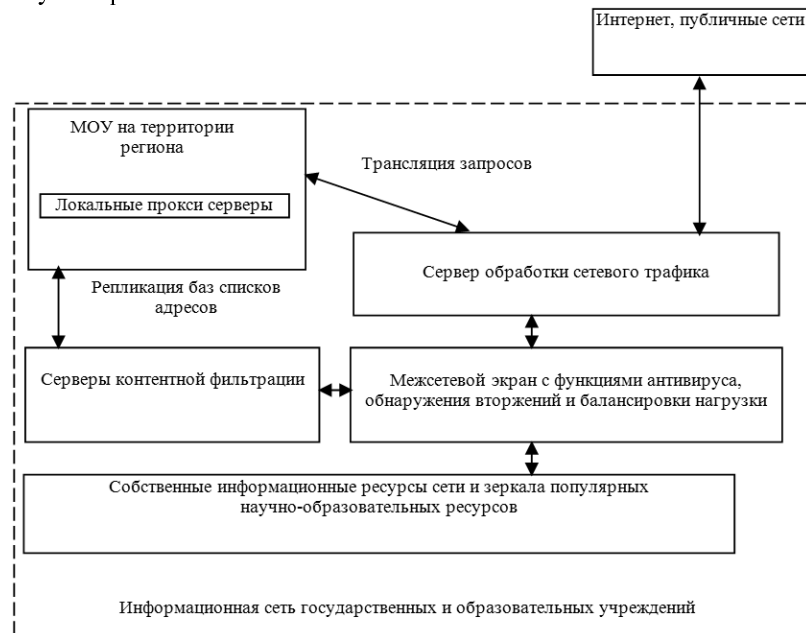 Интернет, публичные сети
МОУ на территории
региона
Трансляция запросов
Локальные прокси серверы
Сервер обработки сетевого трафика
Репликация баз списков
адресов
Серверы контентной фильтрации
Межсетевой экран с функциями антивируса,
обнаружения вторжений и балансировки нагрузки
Собственные информационные ресурсы сети и зеркала популярных
научно-образовательных ресурсов
Информационная сеть государственных и образовательных учреждений